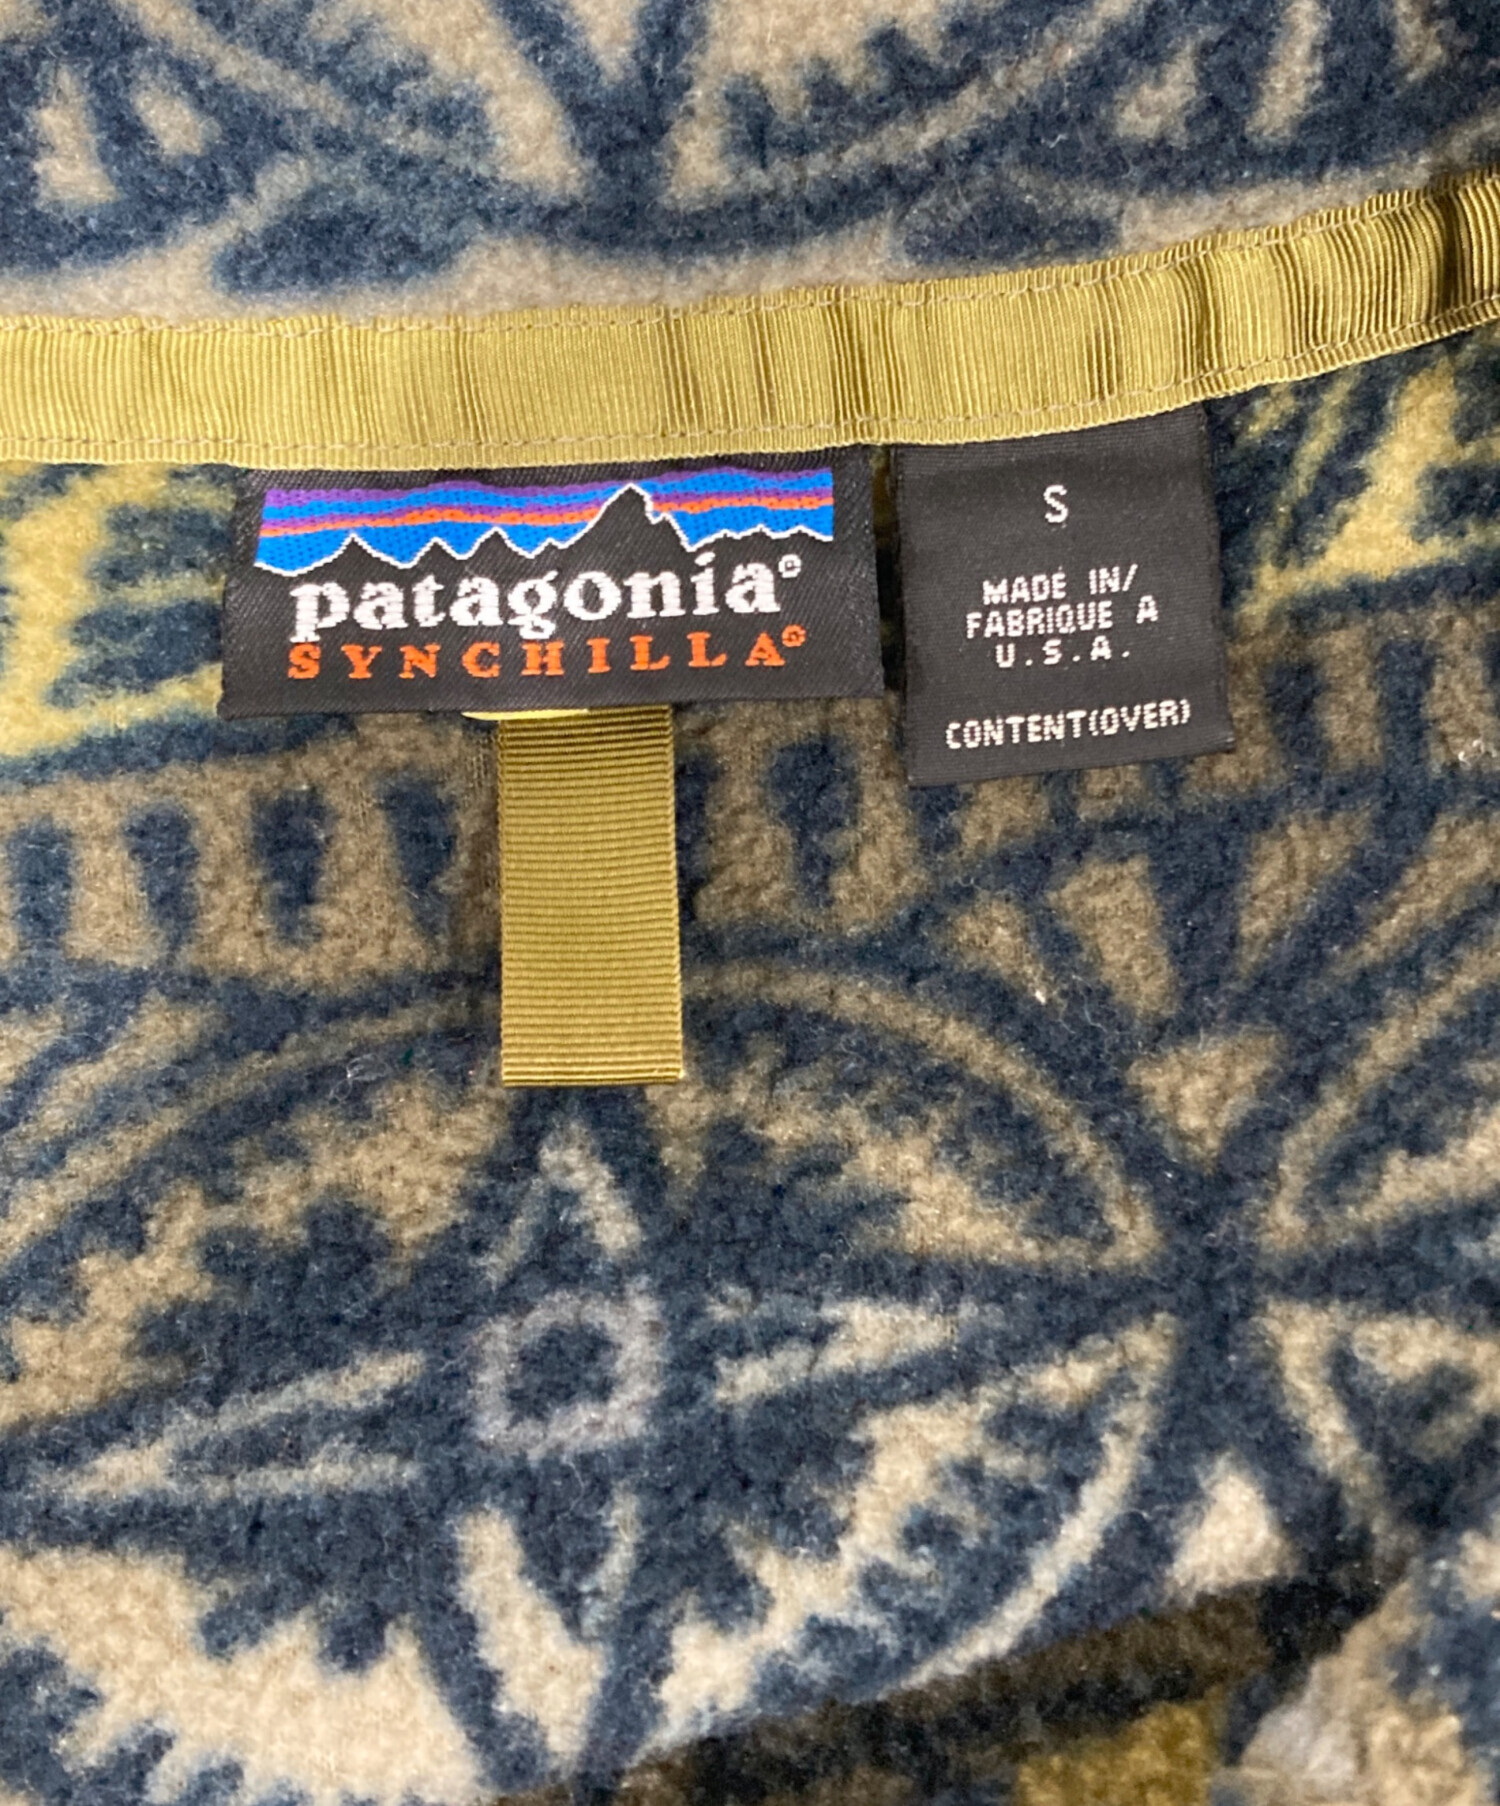 patagonia®
SYNCHILLA®
S
MADE IN/
FABRIQUE A
U.S.A.
CONTENT(OVER)